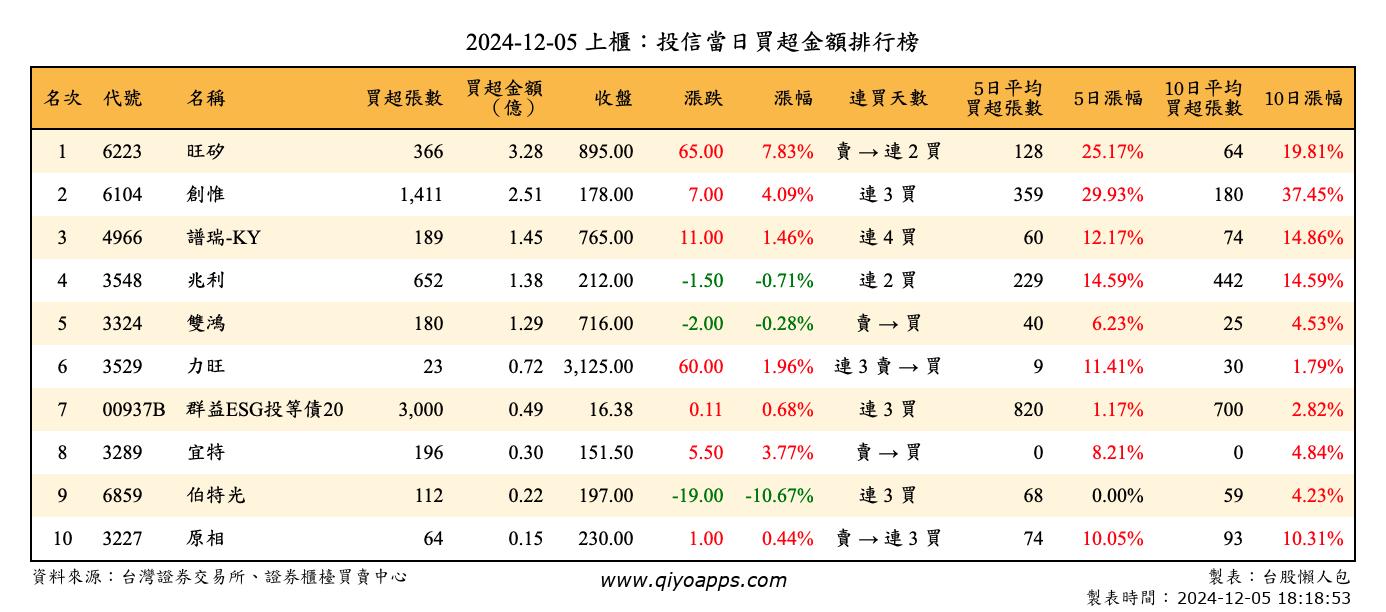 2024-12-05 上櫃：投信當日買超金額排行榜
名次 代號 名稱 買超張數 買超金額（億） 收盤 漲跌 漲幅 連買天數 5日平均買超張數 5日漲幅 10日平均買超張數 10日漲幅
1 6223 旺矽 366 3.28 895.00 65.00 7.83% 賣 → 連 2 買 128 25.17% 64 19.81%
2 6104 創惟 1,411 2.51 178.00 7.00 4.09% 連 3 買 359 29.93% 180 37.45%
3 4966 譜瑞-KY 189 1.45 765.00 11.00 1.46% 連 4 買 60 12.17% 74 14.86%
4 3548 兆利 652 1.38 212.00 -1.50 -0.71% 連 2 買 229 14.59% 442 14.59%
5 3324 雙鴻 180 1.29 716.00 -2.00 -0.28% 賣 → 買 40 6.23% 25 4.53%
6 3529 力旺 23 0.72 3,125.00 60.00 1.96% 連 3 賣 → 買 9 11.41% 30 1.79%
7 00937B 群益ESG投等債20 3,000 0.49 16.38 0.11 0.68% 連 3 買 820 1.17% 700 2.82%
8 3289 宜特 196 0.30 151.50 5.50 3.77% 賣 → 買 0 8.21% 0 4.84%
9 6859 伯特光 112 0.22 197.00 -19.00 -10.67% 連 3 買 68 0.00% 59 4.23%
10 3227 原相 64 0.15 230.00 1.00 0.44% 賣 → 連 3 買 74 10.05% 93 10.31%
資料來源：台灣證券交易所、證券櫃檯買賣中心 www.qiyoapps.com 製表：台股懶人包
製表時間：2024-12-05 18:18:53